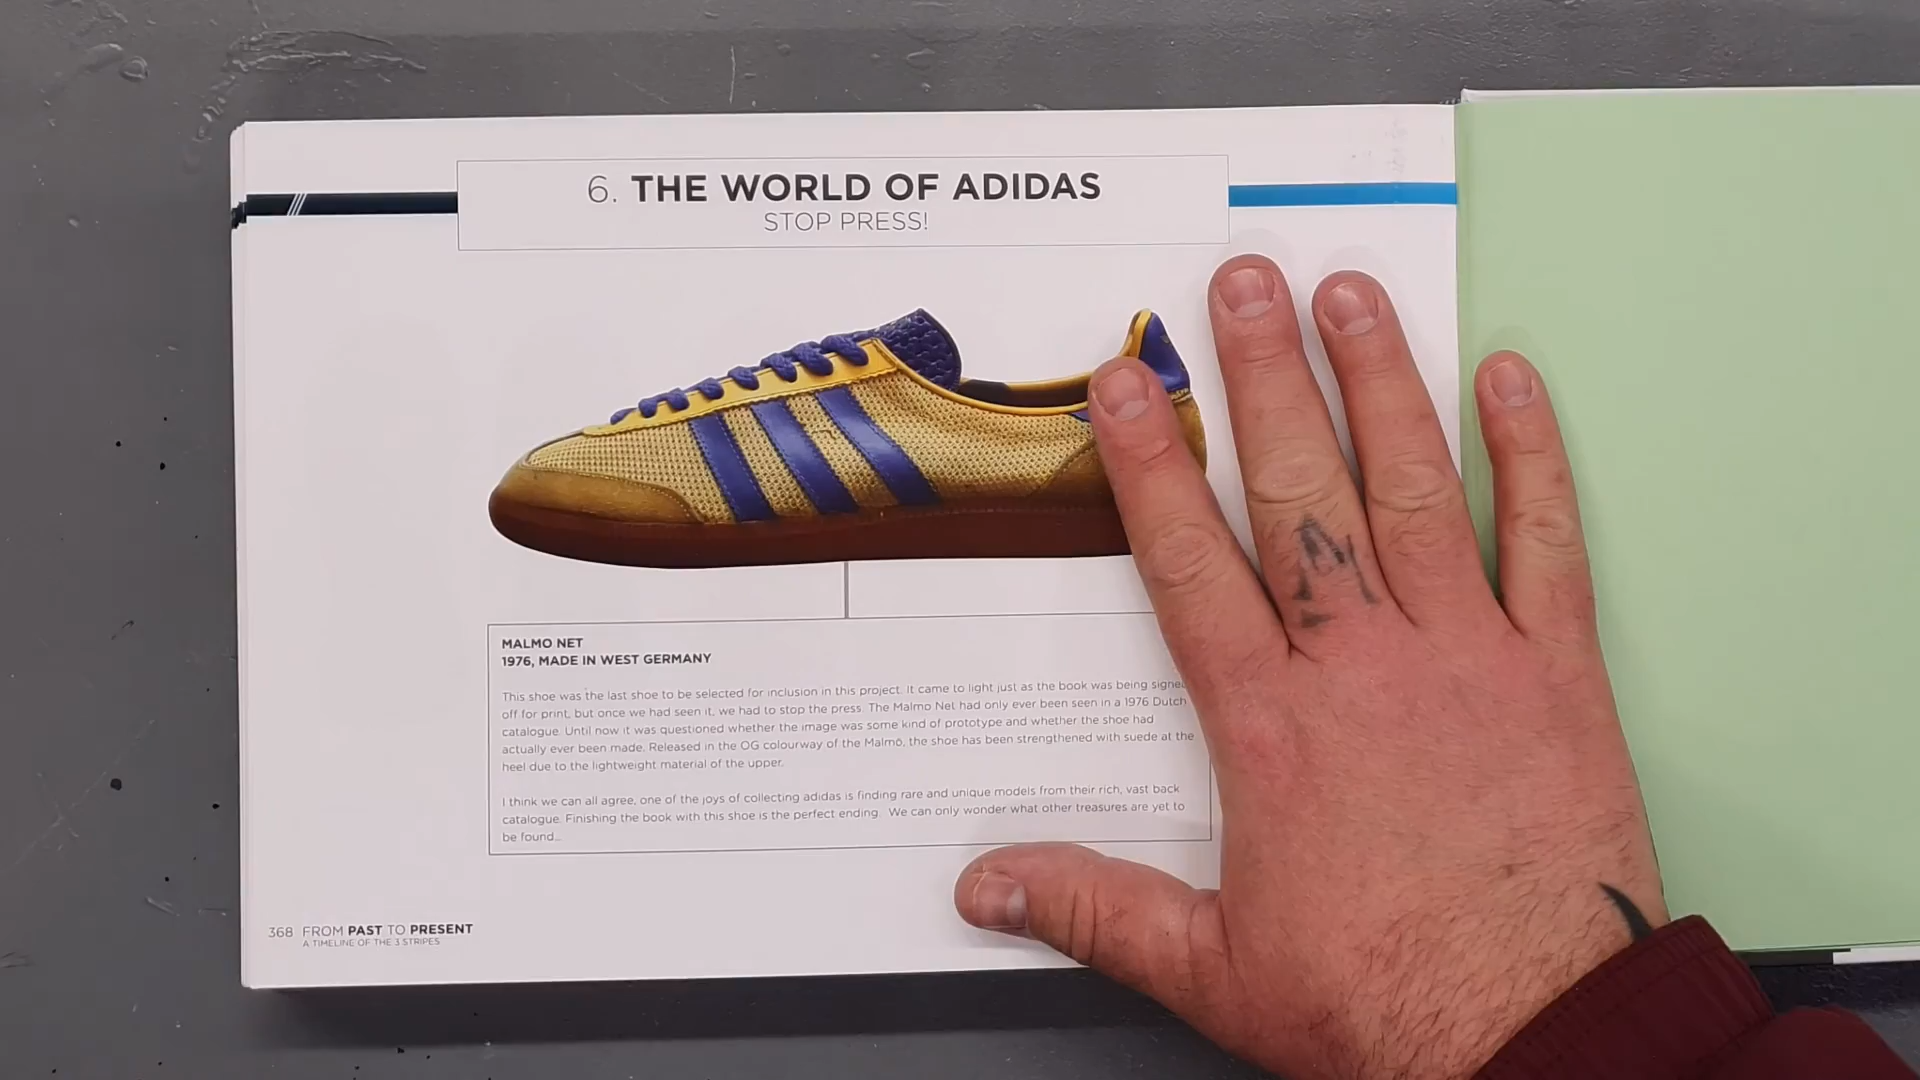 6. THE WORLD OF ADIDAS
STOP PRESS!
MALMO NET
1976, MADE IN WEST GERMANY
This shoe was the last shoe to be selected for inclusion in this project. It came to light just as the book was being signed
off for print, but once we had seen it, we had to stop the press. The Malmo Net had only ever been seen in a 1976 Dutch
catalogue. Until now it was questioned whether the image was some kind of prototype and whether the shoe had
actually ever been made. Released in the OG colourway of the Malmö, the shoe has been strengthened with suede at the
heel due to the lightweight material of the upper.
I think we can all agree, one of the joys of collecting adidas is finding rare and unique models from their rich, vast back
catalogue. Finishing the book with this shoe is the perfect ending. We can only wonder what other treasures are yet to
be found...
368 FROM PAST TO PRESENT
A TIMELINE OF THE 3 STRIPES